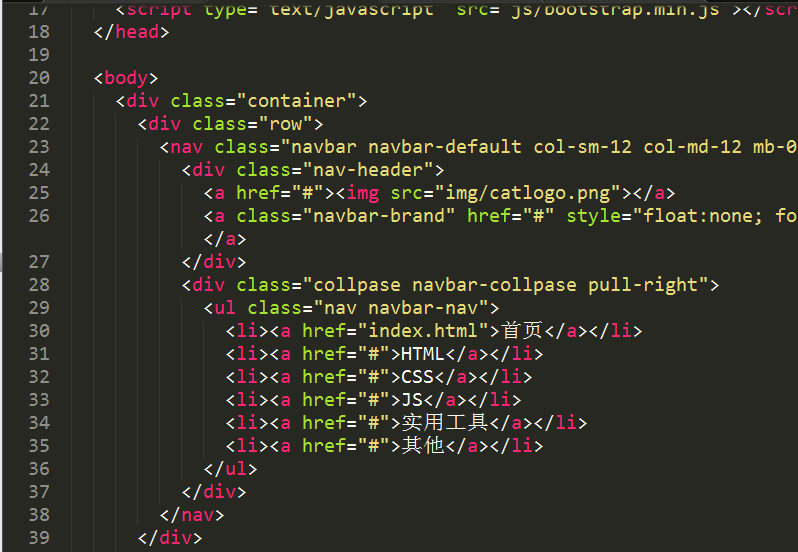 17 <script type="text/javascript" src="js/bootstrap.min.js"></scr
18 </head>
19
20 <body>
21 <div class="container">
22 <div class="row">
23 <nav class="navbar navbar-default col-sm-12 col-md-12 mb-0
24 <div class="nav-header">
25 <a href="#"><img src="img/catlogo.png"></a>
26 <a class="navbar-brand" href="#" style="float:none; fo
</a>
27 </div>
28 <div class="collpase navbar-collpase pull-right">
29 <ul class="nav navbar-nav">
30 <li><a href="index.html">首页</a></li>
31 <li><a href="#">HTML</a></li>
32 <li><a href="#">CSS</a></li>
33 <li><a href="#">JS</a></li>
34 <li><a href="#">实用工具</a></li>
35 <li><a href="#">其他</a></li>
36 </ul>
37 </div>
38 </nav>
39 </div>